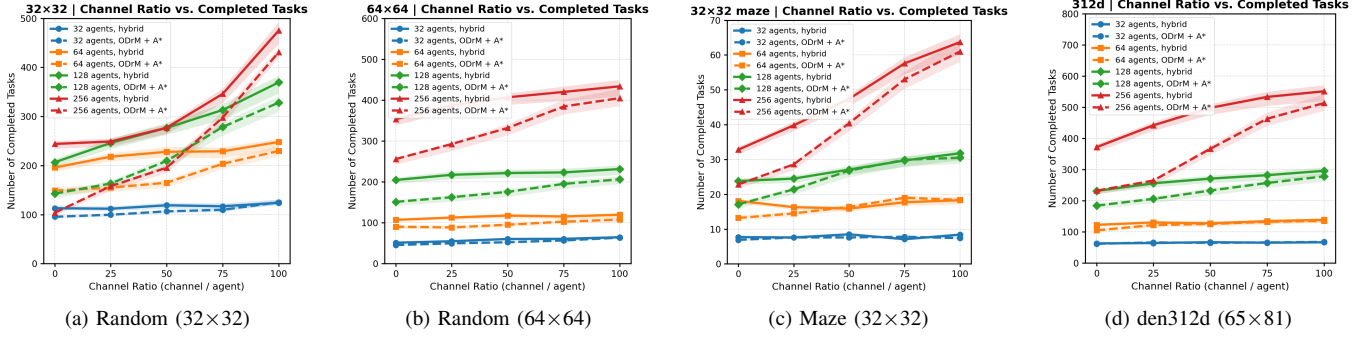 32×32 | Channel Ratio vs. Completed Tasks
500
400
300
200
100
0
Number of Completed Tasks
32 agents, hybrid
32 agents, ODrM + A*
64 agents, hybrid
64 agents, ODrM + A*
128 agents, hybrid
128 agents, ODrM + A*
256 agents, hybrid
256 agents, ODrM + A*
0 25 50 75 100
Channel Ratio (channel / agent)
(a) Random (32×32)
64×64 | Channel Ratio vs. Completed Tasks
600
500
400
300
200
100
0
Number of Completed Tasks
32 agents, hybrid
32 agents, ODrM + A*
64 agents, hybrid
64 agents, ODrM + A*
128 agents, hybrid
128 agents, ODrM + A*
256 agents, hybrid
256 agents, ODrM + A*
0 25 50 75 100
Channel Ratio (channel / agent)
(b) Random (64×64)
32×32 maze | Channel Ratio vs. Completed Tasks
70
60
50
40
30
20
10
0
Number of Completed Tasks
32 agents, hybrid
32 agents, ODrM + A*
64 agents, hybrid
64 agents, ODrM + A*
128 agents, hybrid
128 agents, ODrM + A*
256 agents, hybrid
256 agents, ODrM + A*
0 25 50 75 100
Channel Ratio (channel / agent)
(c) Maze (32×32)
312d | Channel Ratio vs. Completed Tasks
800
700
600
500
400
300
200
100
0
Number of Completed Tasks
32 agents, hybrid
32 agents, ODrM + A*
64 agents, hybrid
64 agents, ODrM + A*
128 agents, hybrid
128 agents, ODrM + A*
256 agents, hybrid
256 agents, ODrM + A*
0 25 50 75 100
Channel Ratio (channel / agent)
(d) den312d (65×81)